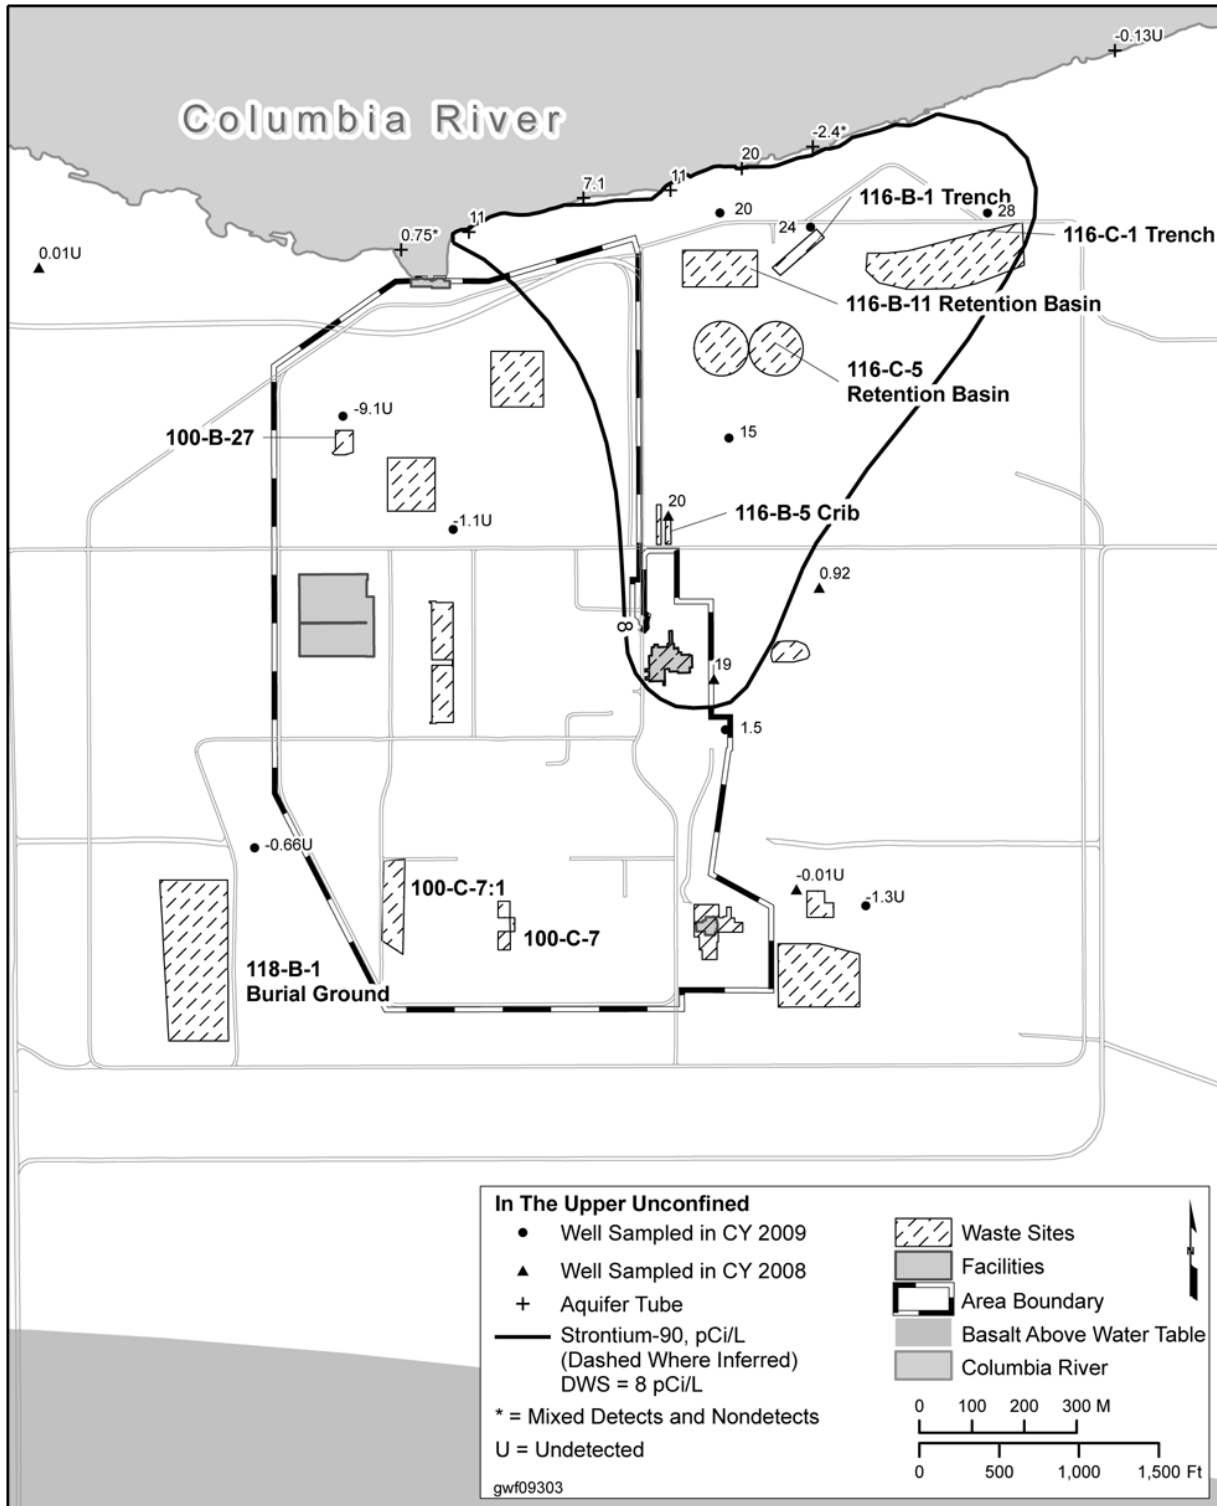 -0.13U
Columbia River
-2.4*
20
11
7.1
11
0.75*
0.01U
20
24
116-B-1 Trench
28
116-C-1 Trench
116-B-11 Retention Basin
116-C-5
Retention Basin
-9.1U
100-B-27
15
-1.1U
20
116-B-5 Crib
0.92
8
19
1.5
-0.66U
-0.01U
-1.3U
100-C-7:1
100-C-7
118-B-1
Burial Ground
In The Upper Unconfined
Well Sampled in CY 2009
Well Sampled in CY 2008
Aquifer Tube
Strontium-90, pCi/L
(Dashed Where Inferred)
DWS = 8 pCi/L
* = Mixed Detects and Nondetects
U = Undetected
gwf09303
Waste Sites
Facilities
Area Boundary
Basalt Above Water Table
Columbia River
N
0 100 200 300 M
0 500 1,000 1,500 Ft